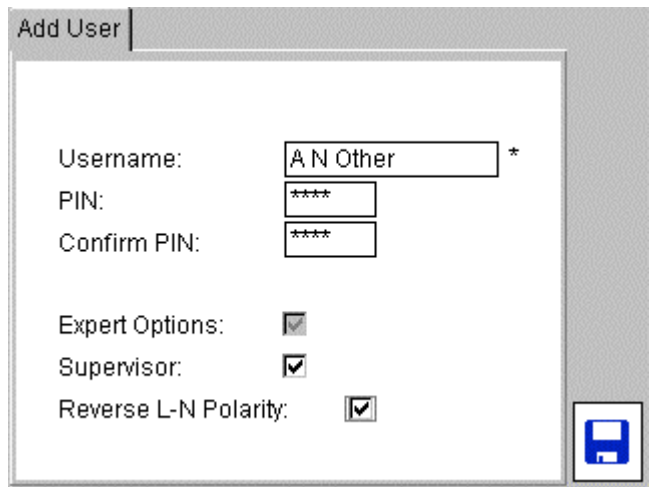 Add User
Username: A N Other *
PIN: ****
Confirm PIN: ****
Expert Options:
Supervisor:
Reverse L-N Polarity: